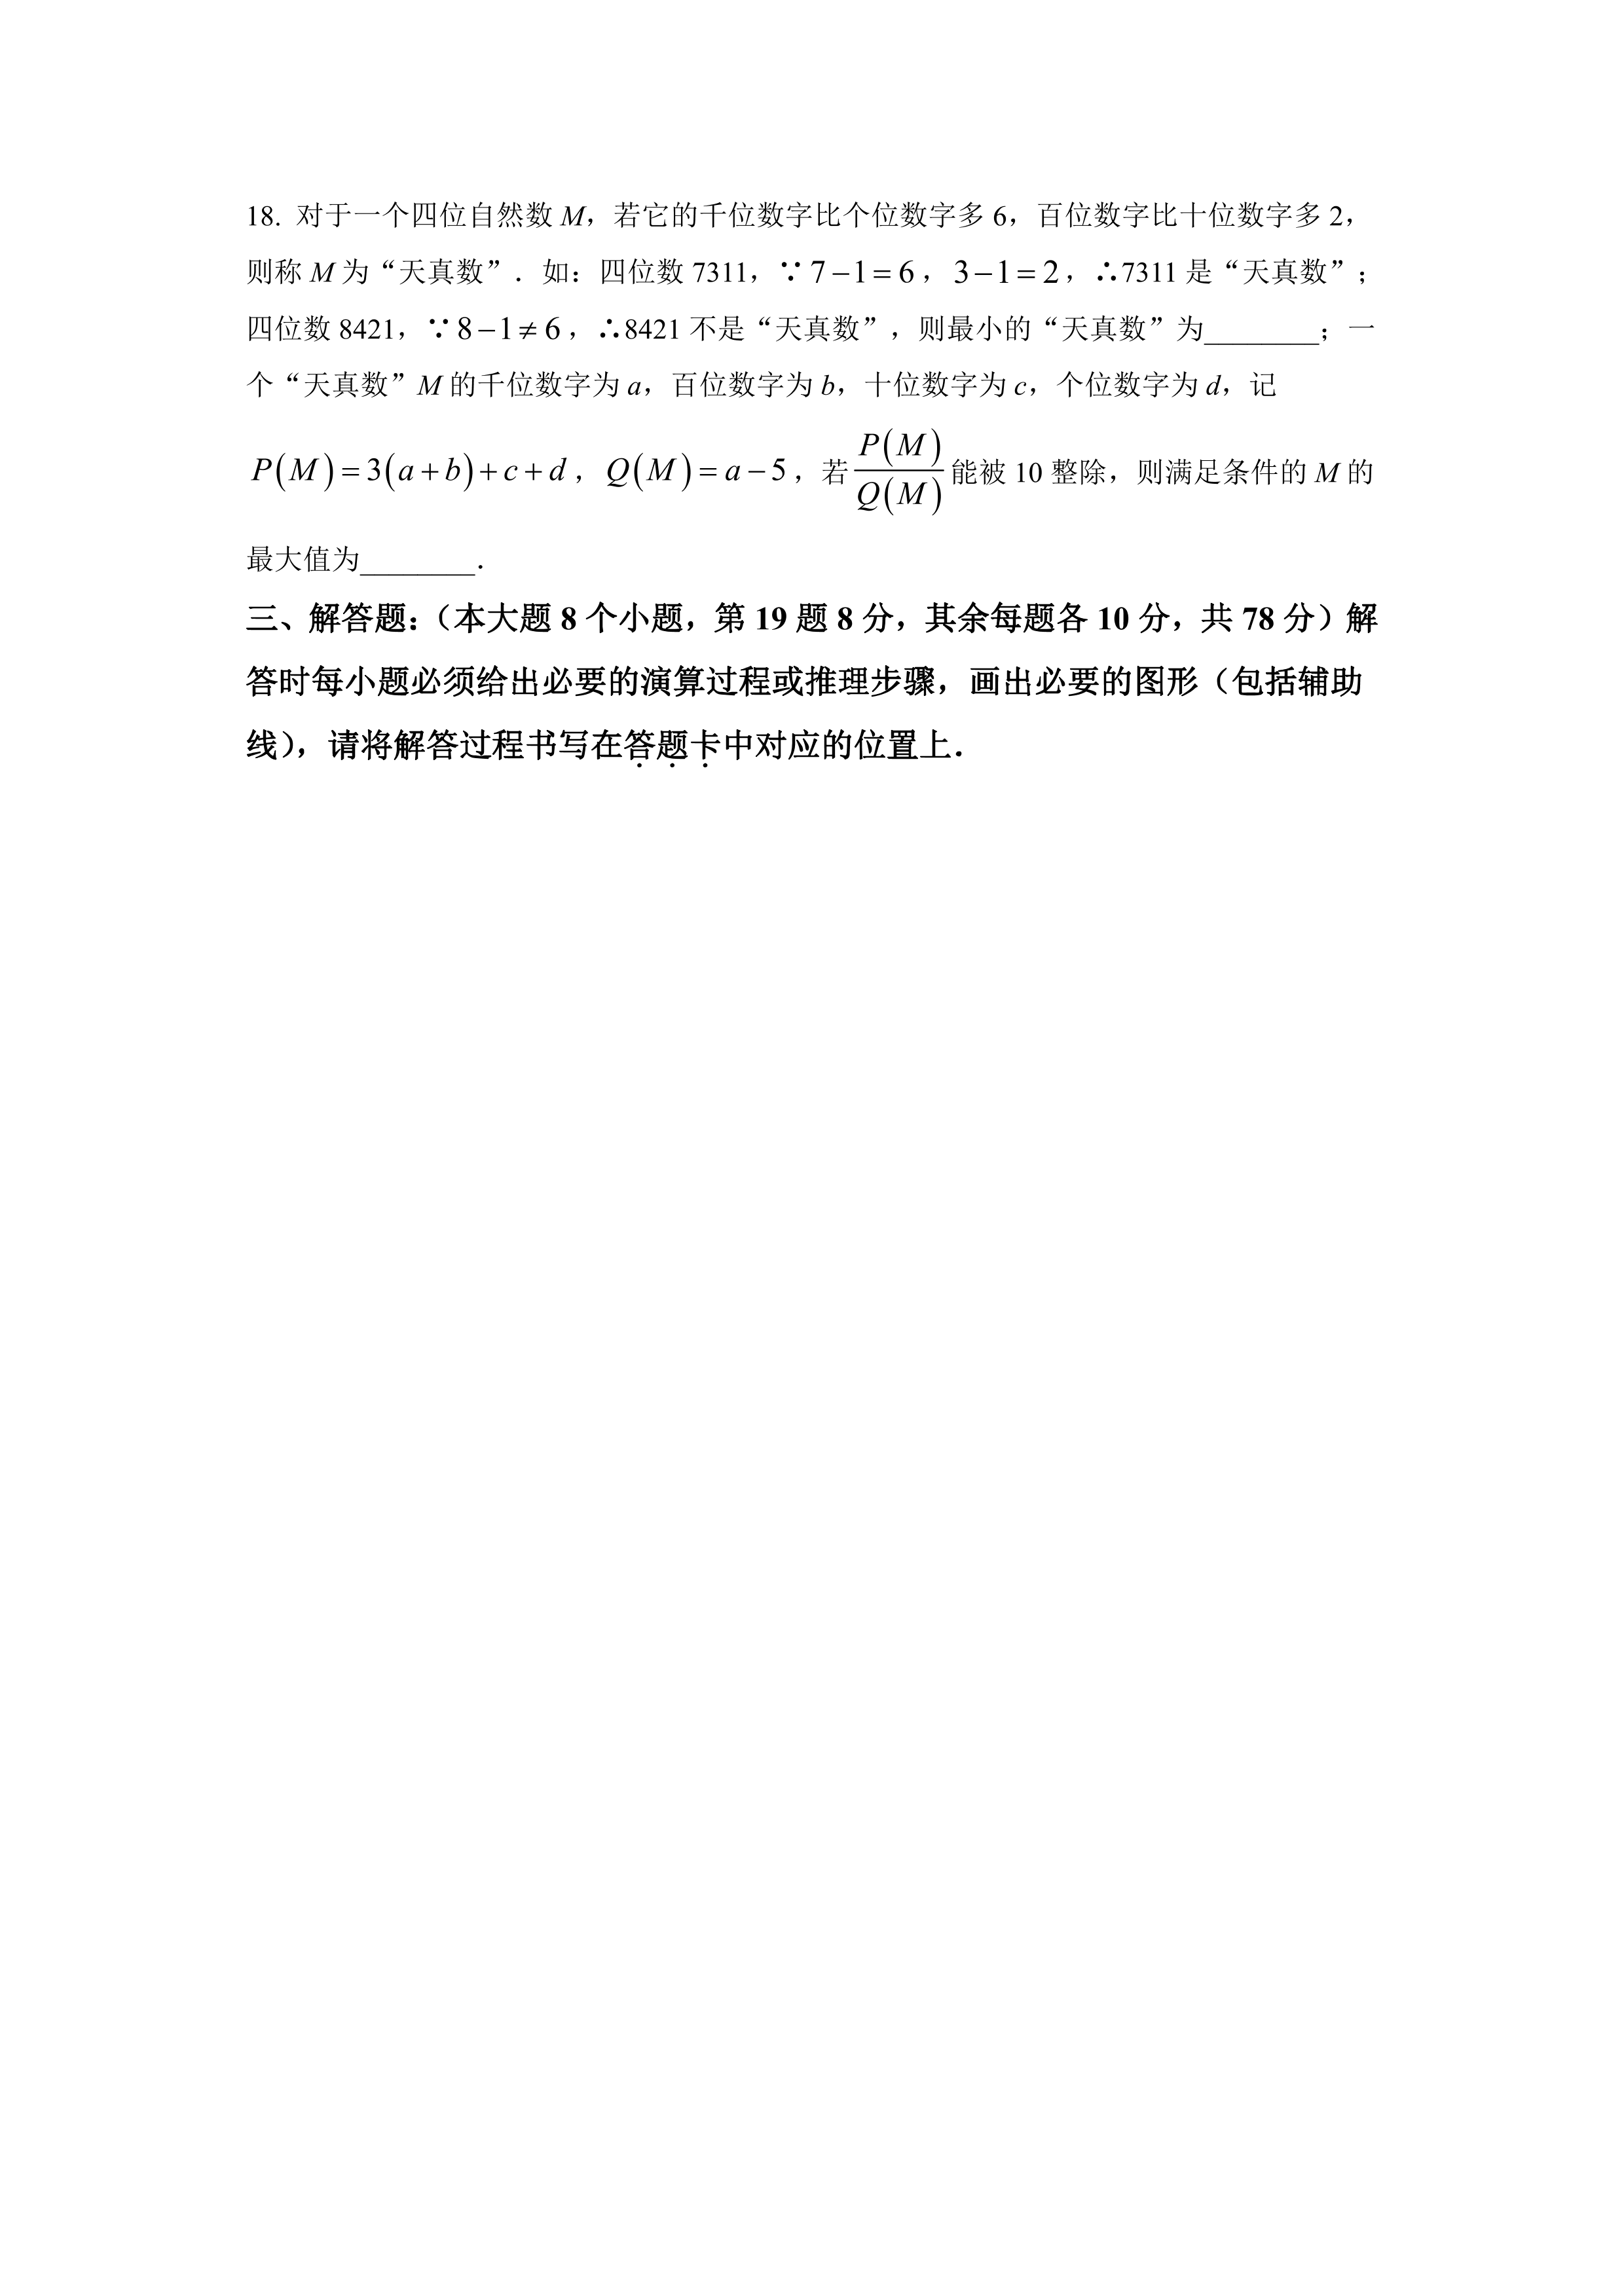 18. 对于一个四位自然数 M，若它的千位数字比个位数字多 6，百位数字比十位数字多 2，
则称 M 为“天真数”．如：四位数 7311，∵7−1=6，3−1=2，∴7311 是“天真数”；
四位数 8421，∵8−1≠6，∴8421 不是“天真数”，则最小的“天真数”为________；一
个“天真数”M 的千位数字为 a，百位数字为 b，十位数字为 c，个位数字为 d，记
P(M)=3(a+b)+c+d，Q(M)=a−5，若 P(M)/Q(M) 能被 10 整除，则满足条件的 M 的
最大值为________．
三、解答题：（本大题 8 个小题，第 19 题 8 分，其余每题各 10 分，共 78 分）解
答时每小题必须给出必要的演算过程或推理步骤，画出必要的图形（包括辅助
线），请将解答过程书写在答题卡中对应的位置上．